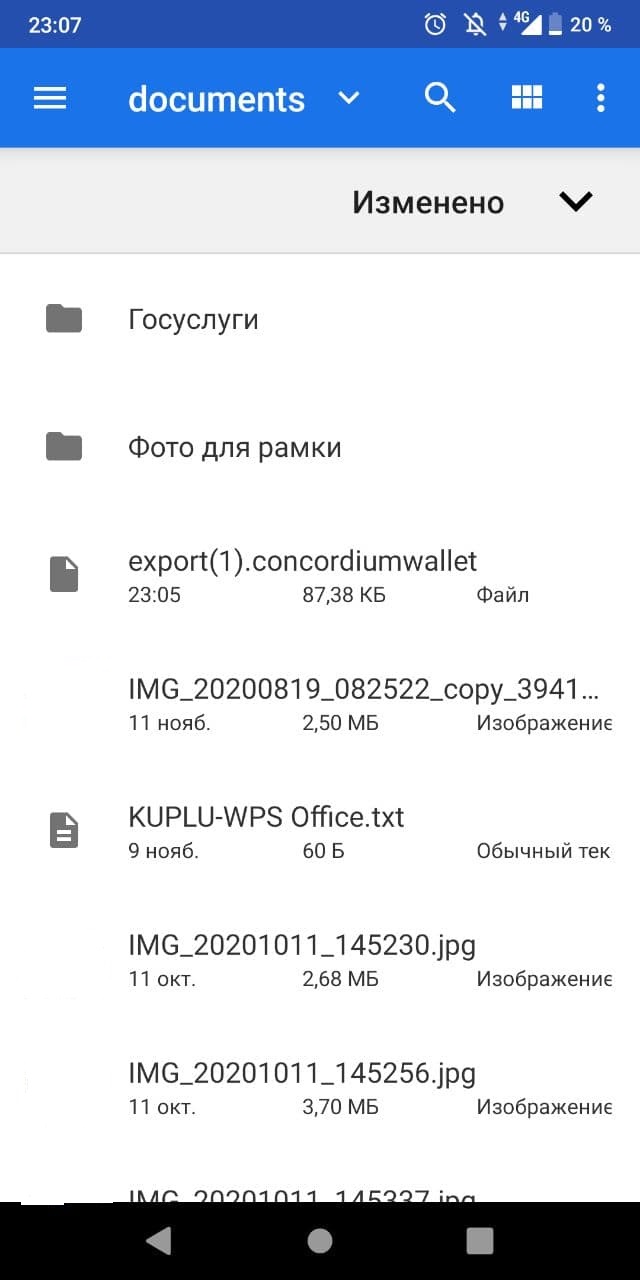 23:07
4G
20 %
documents
Изменено
Госуслуги
Фото для рамки
export(1).concordiumwallet
23:05 87,38 КБ Файл
IMG_20200819_082522_copy_3941...
11 нояб. 2,50 МБ Изображение
KUPLU-WPS Office.txt
9 нояб. 60 Б Обычный тек
IMG_20201011_145230.jpg
11 окт. 2,68 МБ Изображение
IMG_20201011_145256.jpg
11 окт. 3,70 МБ Изображение
IMG_20201011_145337.jpg